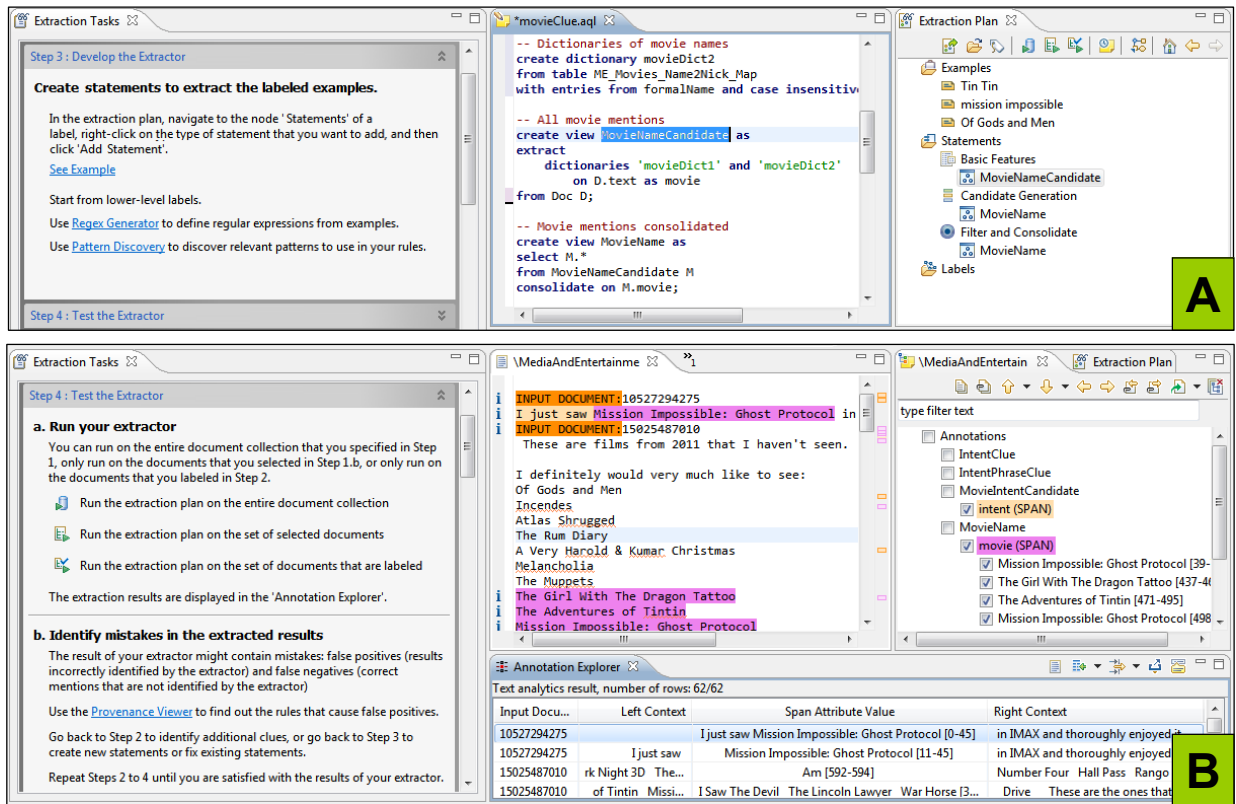 Extraction Tasks
Step 3 : Develop the Extractor
Create statements to extract the labeled examples.
In the extraction plan, navigate to the node 'Statements' of a
label, right-click on the type of statement that you want to add, and then
click 'Add Statement'.
See Example
Start from lower-level labels.
Use Regex Generator to define regular expressions from examples.
Use Pattern Discovery to discover relevant patterns to use in your rules.
Step 4 : Test the Extractor
*movieClue.aql
-- Dictionaries of movie names
create dictionary movieDict2
from table ME_Movies_Name2Nick_Map
with entries from formalName and case insensitiv
-- All movie mentions
create view MovieNameCandidate as
extract
dictionaries 'movieDict1' and 'movieDict2'
on D.text as movie
from Doc D;
-- Movie mentions consolidated
create view MovieName as
select M.*
from MovieNameCandidate M
consolidate on M.movie;
Extraction Plan
Examples
Tin Tin
mission impossible
Of Gods and Men
Statements
Basic Features
MovieNameCandidate
Candidate Generation
MovieName
Filter and Consolidate
MovieName
Labels
A
Extraction Tasks
Step 4 : Test the Extractor
a. Run your extractor
You can run on the entire document collection that you specified in Step
1, only run on the documents that you selected in Step 1.b, or only run on
the documents that you labeled in Step 2.
Run the extraction plan on the entire document collection
Run the extraction plan on the set of selected documents
Run the extraction plan on the set of documents that are labeled
The extraction results are displayed in the 'Annotation Explorer'.
b. Identify mistakes in the extracted results
The result of your extractor might contain mistakes: false positives (results
incorrectly identified by the extractor) and false negatives (correct
mentions that are not identified by the extractor)
Use the Provenance Viewer to find out the rules that cause false positives.
Go back to Step 2 to identify additional clues, or go back to Step 3 to
create new statements or fix existing statements.
Repeat Steps 2 to 4 until you are satisfied with the results of your extractor.
\MediaAndEntertainme
»1
INPUT DOCUMENT:10527294275
I just saw Mission Impossible: Ghost Protocol in
INPUT DOCUMENT:15025487010
These are films from 2011 that I haven't seen.
I definitely would very much like to see:
Of Gods and Men
Incendes
Atlas Shrugged
The Rum Diary
A Very Harold & Kumar Christmas
Melancholia
The Muppets
The Girl With The Dragon Tattoo
The Adventures of Tintin
Mission Impossible: Ghost Protocol
\MediaAndEntertain
Extraction Plan
type filter text
Annotations
IntentClue
IntentPhraseClue
MovieIntentCandidate
intent (SPAN)
MovieName
movie (SPAN)
Mission Impossible: Ghost Protocol [39-
The Girl With The Dragon Tattoo [437-46
The Adventures of Tintin [471-495]
Mission Impossible: Ghost Protocol [498
Annotation Explorer
Text analytics result, number of rows: 62/62
Input Docu... Left Context Span Attribute Value Right Context
10527294275 I just saw Mission Impossible: Ghost Protocol [0-45] in IMAX and thoroughly enjoyed it
10527294275 I just saw Mission Impossible: Ghost Protocol [11-45] in IMAX and thoroughly enjoyed
15025487010 rk Night 3D The... Am [592-594] Number Four Hall Pass Rango
15025487010 of Tintin Missi... I Saw The Devil The Lincoln Lawyer War Horse [3... Drive These are the ones that
B